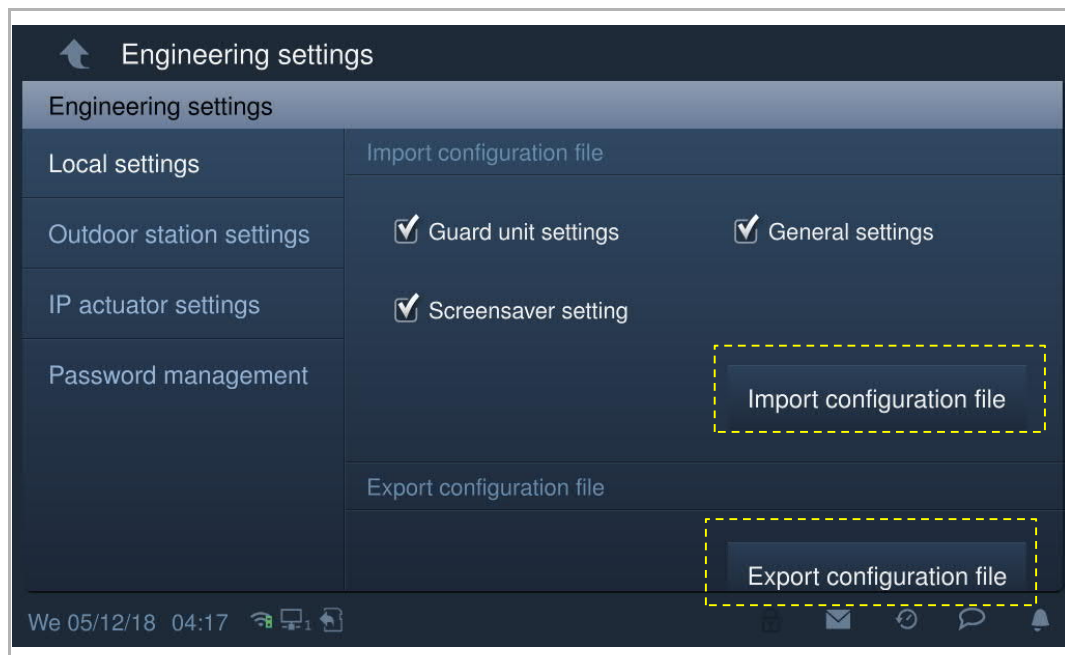 Engineering settings
Engineering settings
Local settings
Import configuration file
Outdoor station settings
Guard unit settings
General settings
IP actuator settings
Screensaver setting
Password management
Import configuration file
Export configuration file
Export configuration file
We 05/12/18 04:17
1